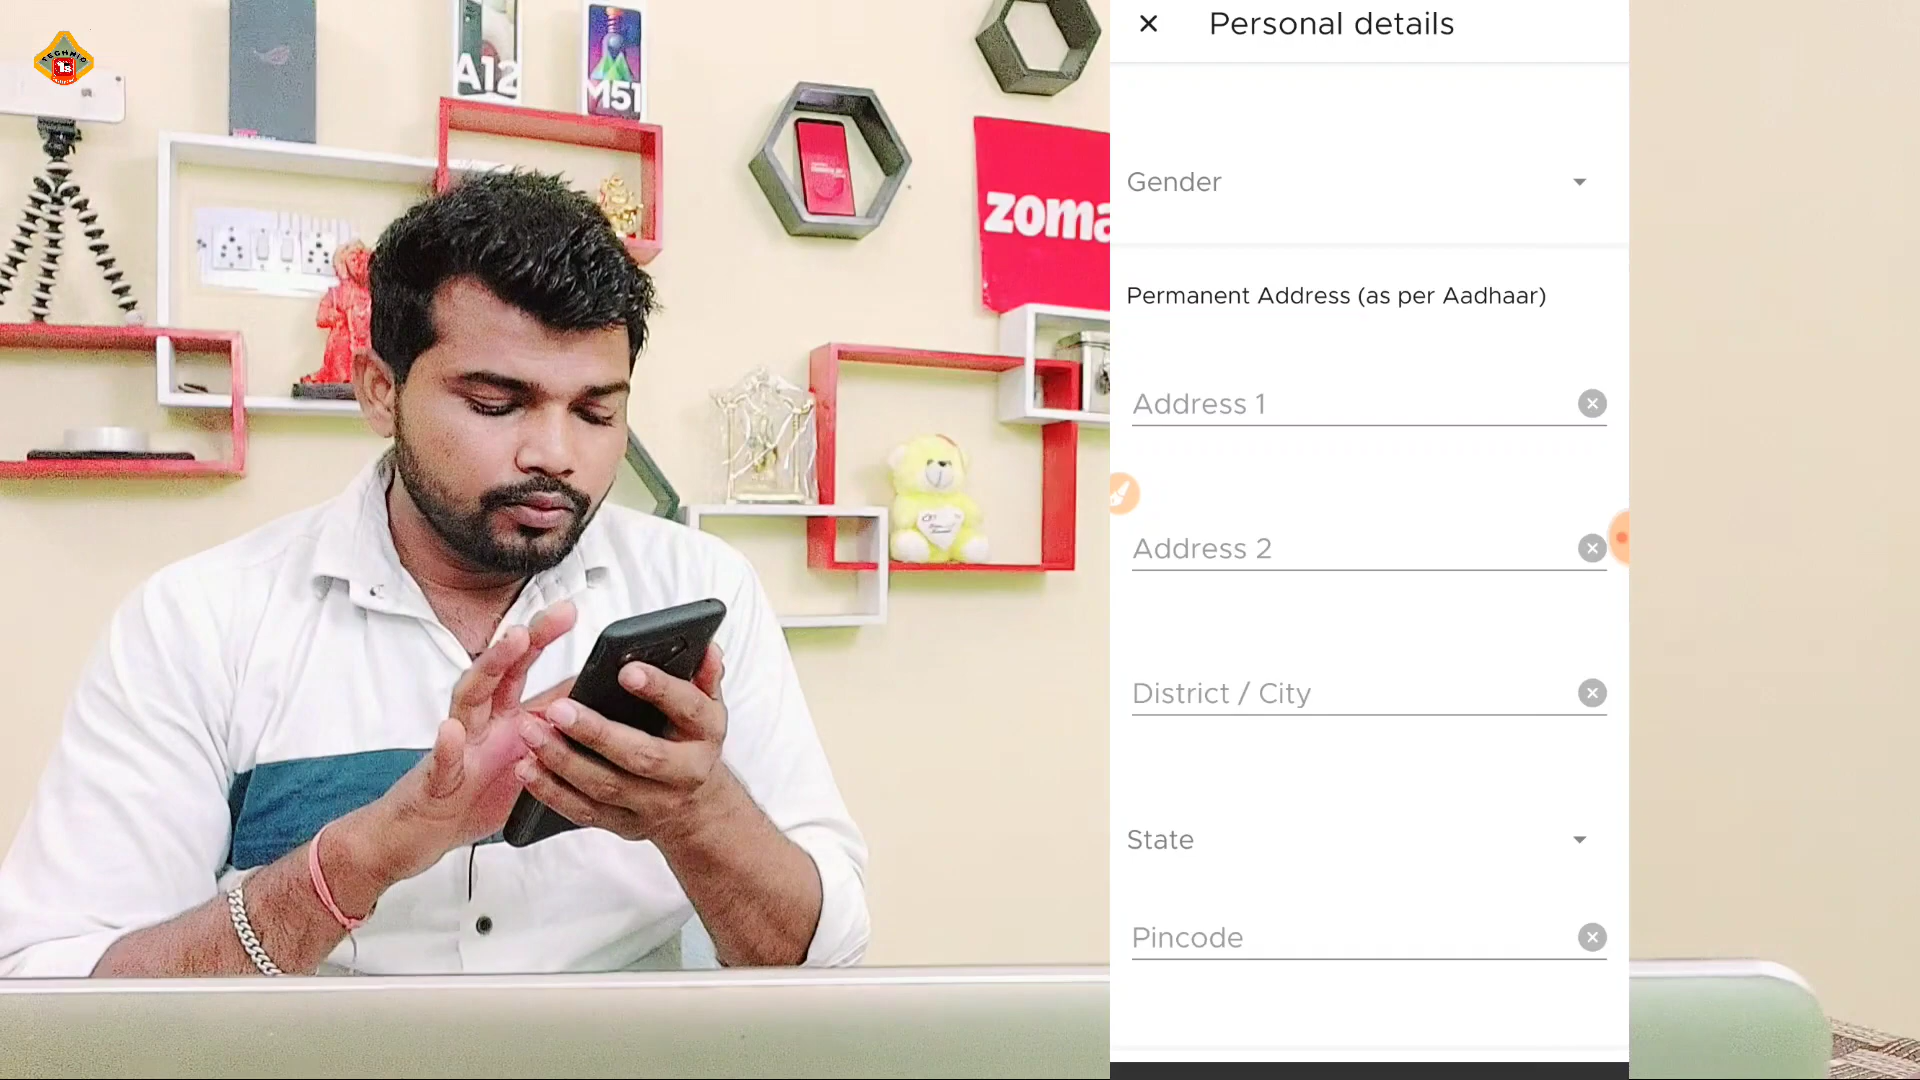 TECHNIC
A12
M51
zoma
Personal details
Gender
Permanent Address (as per Aadhaar)
Address 1
Address 2
District / City
State
Pincode